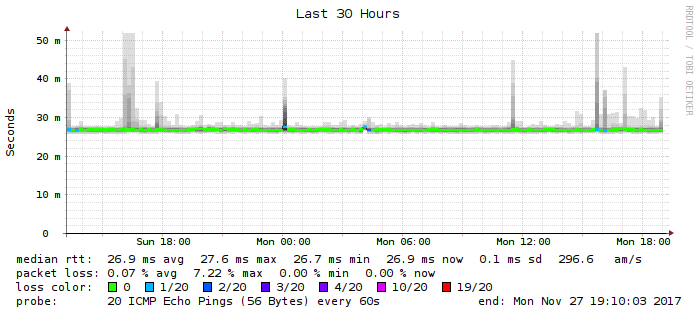 Last 30 Hours
RRDTOOL / TOBI OETIKER
Seconds
50 m
40 m
30 m
20 m
10 m
0
Sun 18:00 Mon 00:00 Mon 06:00 Mon 12:00 Mon 18:00
median rtt: 26.9 ms avg 27.6 ms max 26.7 ms min 26.9 ms now 0.1 ms sd 296.6 am/s
packet loss: 0.07 % avg 7.22 % max 0.00 % min 0.00 % now
loss color: 0 1/20 2/20 3/20 4/20 10/20 19/20
probe: 20 ICMP Echo Pings (56 Bytes) every 60s end: Mon Nov 27 19:10:03 2017